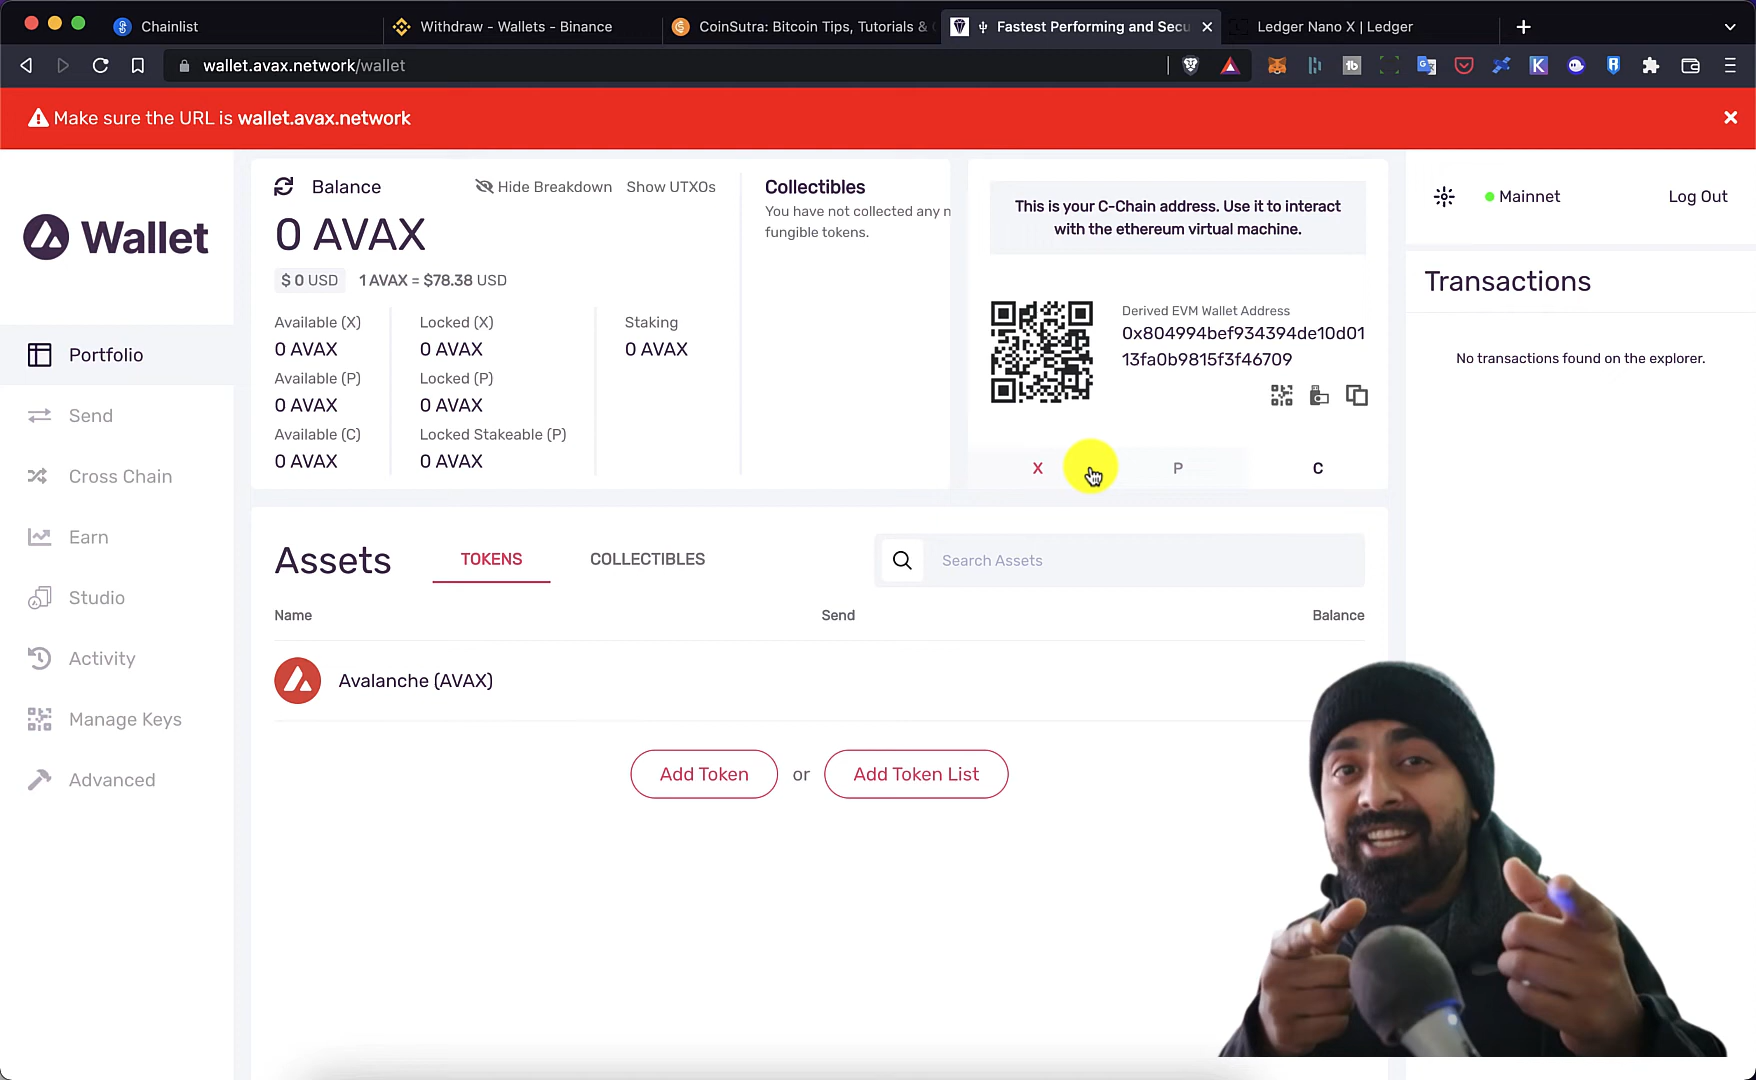 Chainlist
Withdraw - Wallets - Binance
CoinSutra: Bitcoin Tips, Tutorials &
Fastest Performing and Secu
Ledger Nano X | Ledger
wallet.avax.network/wallet
Make sure the URL is wallet.avax.network
Wallet
Portfolio
Send
Cross Chain
Earn
Studio
Activity
Manage Keys
Advanced
Balance
Hide Breakdown
Show UTXOs
0 AVAX
$ 0 USD
1 AVAX = $78.38 USD
Available (X)
0 AVAX
Available (P)
0 AVAX
Available (C)
0 AVAX
Locked (X)
0 AVAX
Locked (P)
0 AVAX
Locked Stakeable (P)
0 AVAX
Staking
0 AVAX
Collectibles
You have not collected any n
fungible tokens.
This is your C-Chain address. Use it to interact
with the ethereum virtual machine.
Derived EVM Wallet Address
0x804994bef934394de10d01
13fa0b9815f3f46709
X
P
C
Mainnet
Log Out
Transactions
No transactions found on the explorer.
Assets
TOKENS
COLLECTIBLES
Search Assets
Name
Send
Balance
Avalanche (AVAX)
Add Token
or
Add Token List